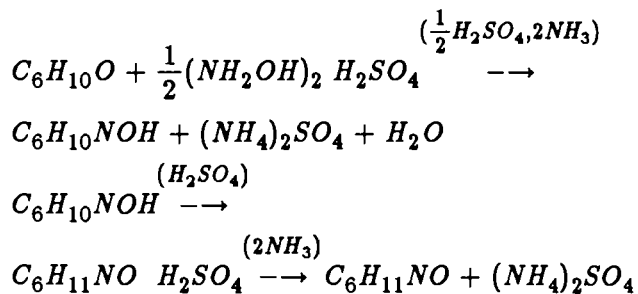 C₆H₁₀O + ½(NH₂OH)₂ H₂SO₄ (½H₂SO₄,2NH₃) ⟶
C₆H₁₀NOH + (NH₄)₂SO₄ + H₂O
C₆H₁₀NOH (H₂SO₄) ⟶
C₆H₁₁NO H₂SO₄ (2NH₃) ⟶ C₆H₁₁NO + (NH₄)₂SO₄